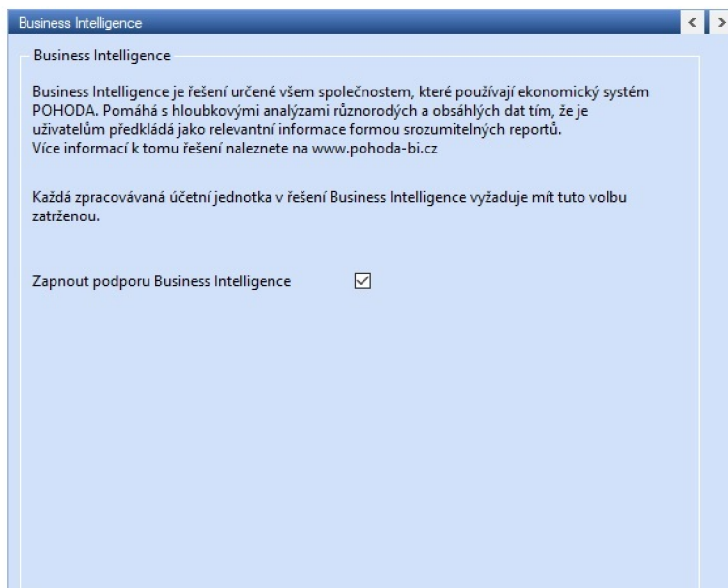 Business Intelligence
Business Intelligence
Business Intelligence je řešení určené všem společnostem, které používají ekonomický systém
POHODA. Pomáhá s hloubkovými analýzami různorodých a obsáhlých dat tím, že je
uživatelům předkládá jako relevantní informace formou srozumitelných reportů.
Více informací k tomu řešení naleznete na www.pohoda-bi.cz
Každá zpracovávaná účetní jednotka v řešení Business Intelligence vyžaduje mít tuto volbu
zatrženou.
Zapnout podporu Business Intelligence